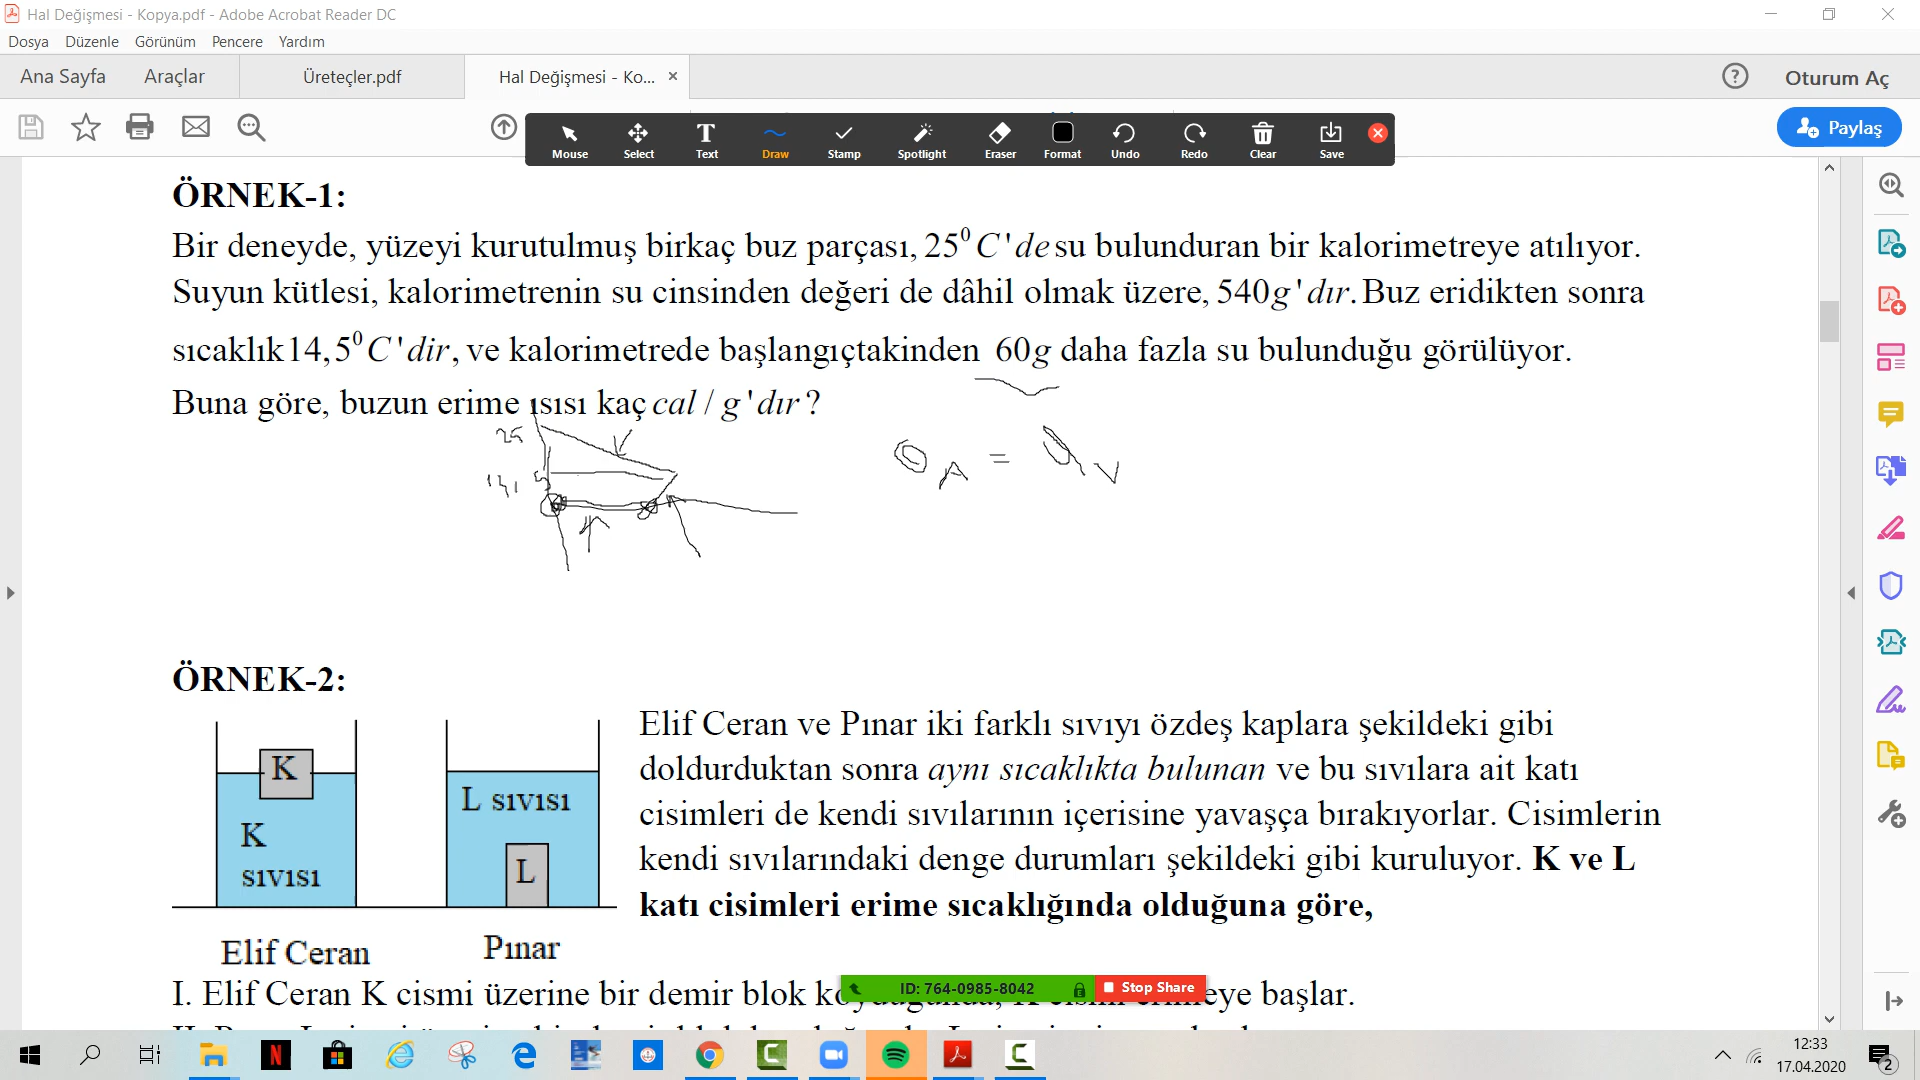 Hal Değişmesi - Kopya.pdf - Adobe Acrobat Reader DC
Dosya Düzenle Görünüm Pencere Yardım
Ana Sayfa Araçlar Üreteçler.pdf Hal Değişmesi - Ko... × Oturum Aç
Mouse Select Text Draw Stamp Spotlight Eraser Format Undo Redo Clear Save
Paylaş
ÖRNEK-1:
Bir deneyde, yüzeyi kurutulmuş birkaç buz parçası, 25⁰ C'de su bulunduran bir kalorimetreye atılıyor.
Suyun kütlesi, kalorimetrenin su cinsinden değeri de dâhil olmak üzere, 540g'dır. Buz eridikten sonra
sıcaklık 14,5⁰ C'dir, ve kalorimetrede başlangıçtakinden 60g daha fazla su bulunduğu görülüyor.
Buna göre, buzun erime ısısı kaç cal / g'dır?
25
ÖRNEK-2:
K
K
sıvısı
Elif Ceran
L sıvısı
L
Pınar
Elif Ceran ve Pınar iki farklı sıvıyı özdeş kaplara şekildeki gibi
doldurduktan sonra aynı sıcaklıkta bulunan ve bu sıvılara ait katı
cisimleri de kendi sıvılarının içerisine yavaşça bırakıyorlar. Cisimlerin
kendi sıvılarındaki denge durumları şekildeki gibi kuruluyor. K ve L
katı cisimleri erime sıcaklığında olduğuna göre,
I. Elif Ceran K cismi üzerine bir demir blok başlar.
ID: 764-0985-8042 Stop Share
12:33
17.04.2020
2